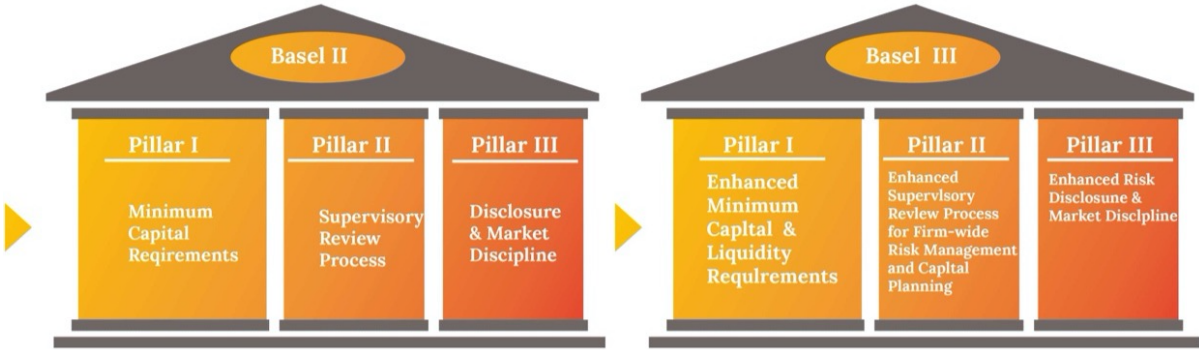 Basel II
Pillar I
Minimum
Capital
Reqirements
Pillar II
Supervisory
Review
Process
Pillar III
Disclosure
& Market
Discipline
Basel III
Pillar I
Enhanced
Minimum
Capltal &
Liquidity
Requlrements
Pillar II
Enhanced
Supervlsory
Revlew Process
for Firm-wide
Risk Management
and Capltal
Planning
Pillar III
Enhanced Risk
Disclosune &
Market Disclpline